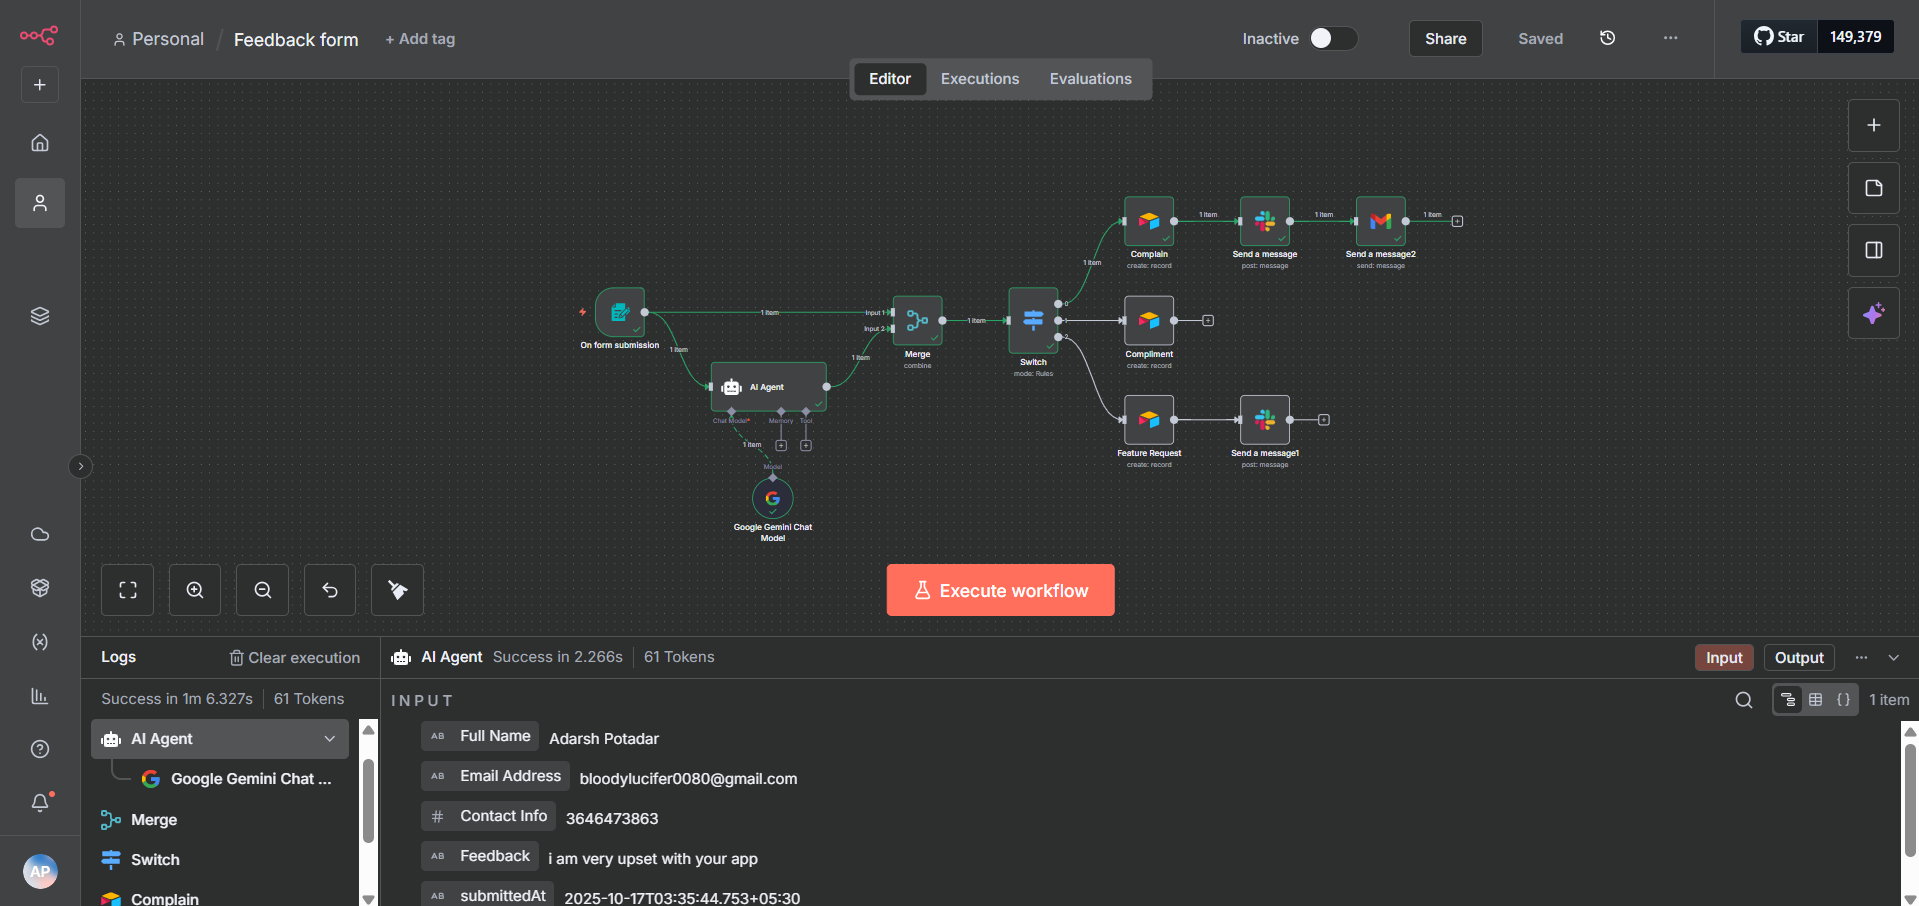 Personal / Feedback form + Add tag
Inactive
Share
Saved
Star 149,379
Editor Executions Evaluations
On form submission
1 item
1 item
AI Agent
Chat Model*
Memory
Tool
1 item
Model
Google Gemini Chat
Model
1 item
Input 1
Input 2
Merge
combine
1 item
0
1
2
Switch
mode: Rules
1 item
Complain
create: record
1 item
Send a message
post: message
1 item
Send a message2
send: message
1 item
Compliment
create: record
Feature Request
create: record
Send a message1
post: message
Execute workflow
Logs
Clear execution
Success in 1m 6.327s 61 Tokens
AI Agent
Google Gemini Chat ...
Merge
Switch
Complain
AP
AI Agent Success in 2.266s 61 Tokens
Input Output
INPUT
1 item
AB Full Name Adarsh Potadar
AB Email Address bloodylucifer0080@gmail.com
# Contact Info 3646473863
AB Feedback i am very upset with your app
AB submittedAt 2025-10-17T03:35:44.753+05:30